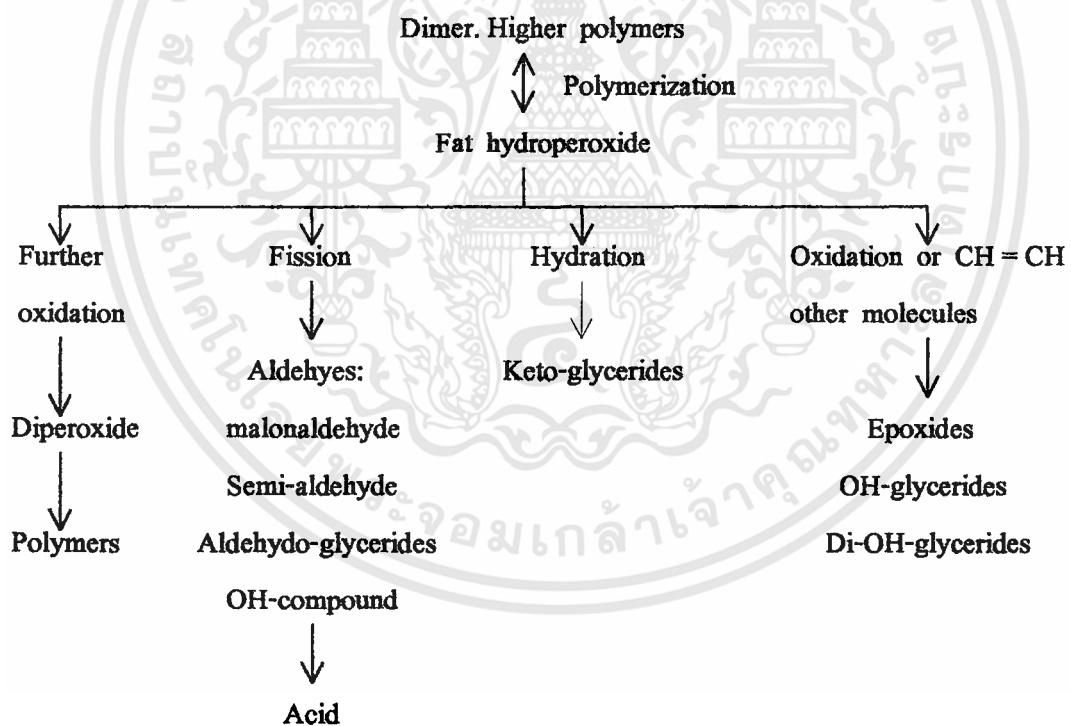 Dimer. Higher polymers
Polymerization
Fat hydroperoxide
Further
oxidation
Diperoxide
Polymers
Fission
Aldehyes:
malonaldehyde
Semi-aldehyde
Aldehydo-glycerides
OH-compound
Acid
Hydration
Keto-glycerides
Oxidation or CH = CH
other molecules
Epoxides
OH-glycerides
Di-OH-glycerides